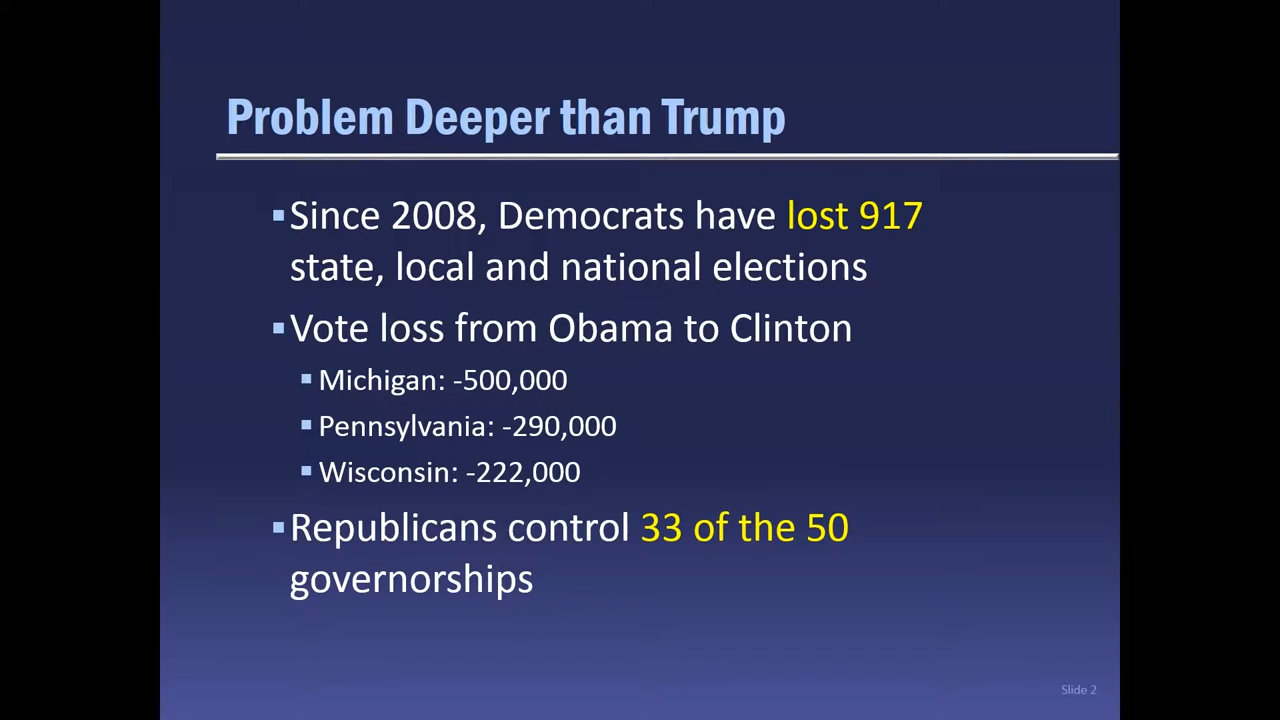 Problem Deeper than Trump
▪Since 2008, Democrats have lost 917
state, local and national elections
▪Vote loss from Obama to Clinton
▪ Michigan: -500,000
▪ Pennsylvania: -290,000
▪ Wisconsin: -222,000
▪Republicans control 33 of the 50
governorships
Slide 2